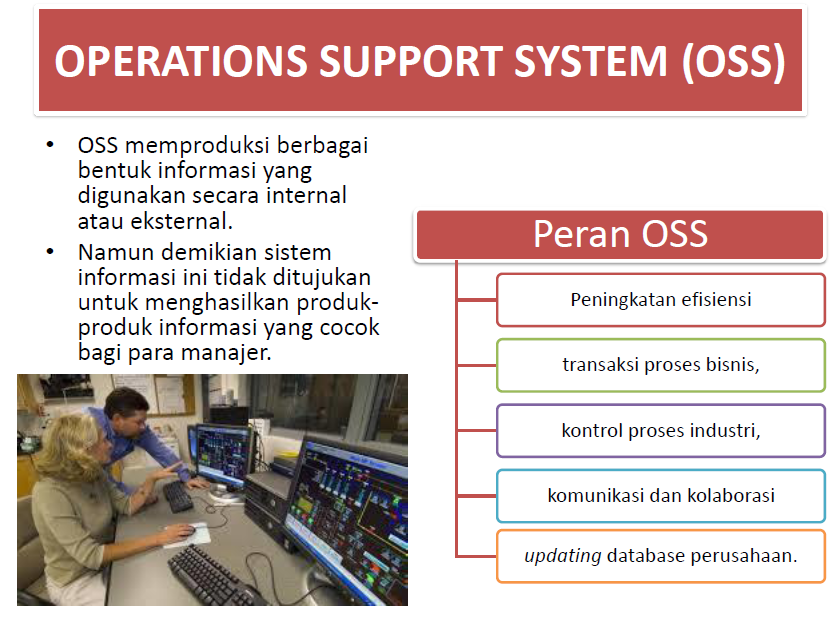 OPERATIONS SUPPORT SYSTEM (OSS)
• OSS memproduksi berbagai
bentuk informasi yang
digunakan secara internal
atau eksternal.
• Namun demikian sistem
informasi ini tidak ditujukan
untuk menghasilkan produk-
produk informasi yang cocok
bagi para manajer.
Peran OSS
Peningkatan efisiensi
transaksi proses bisnis,
kontrol proses industri,
komunikasi dan kolaborasi
updating database perusahaan.